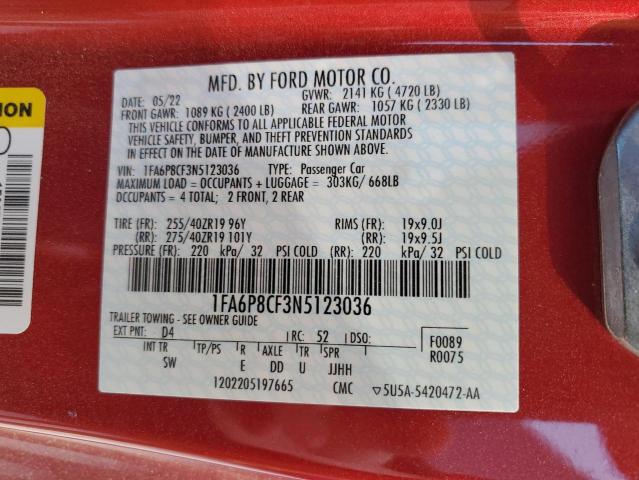 MFD. BY FORD MOTOR CO.
DATE: 05/22 GVWR: 2141 KG ( 4720 LB)
FRONT GAWR: 1089 KG ( 2400 LB) REAR GAWR: 1057 KG ( 2330 LB)
THIS VEHICLE CONFORMS TO ALL APPLICABLE FEDERAL MOTOR
VEHICLE SAFETY, BUMPER, AND THEFT PREVENTION STANDARDS
IN EFFECT ON THE DATE OF MANUFACTURE SHOWN ABOVE.
VIN: 1FA6P8CF3N5123036 TYPE: Passenger Car
MAXIMUM LOAD = OCCUPANTS + LUGGAGE = 303KG/ 668LB
OCCUPANTS = 4 TOTAL; 2 FRONT, 2 REAR
TIRE (FR): 255/40ZR19 96Y RIMS (FR): 19x9.0J
(RR): 275/40ZR19 101Y (RR): 19x9.5J
PRESSURE (FR): 220 kPa/ 32 PSI COLD (RR): 220 kPa/ 32 PSI COLD
1FA6P8CF3N5123036
TRAILER TOWING - SEE OWNER GUIDE
EXT PNT: D4 RC: 52 DSO: F0089
INT TR TP/PS R AXLE TR SPR R0075
SW E DD U JJHH
1202205197665 CMC ▽5U5A-5420472-AA